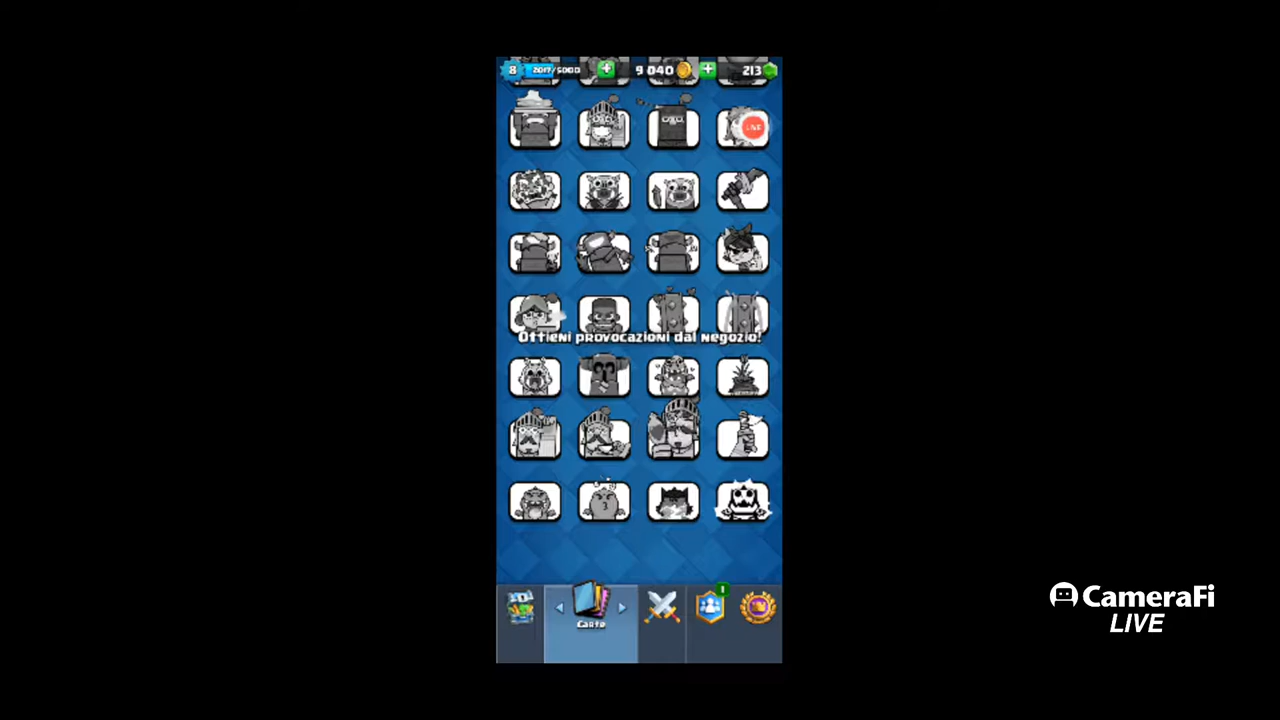 8 2017/5000 9 040 213
LIVE
Ottieni provocazioni dal negozio!
Carte
CameraFi
LIVE